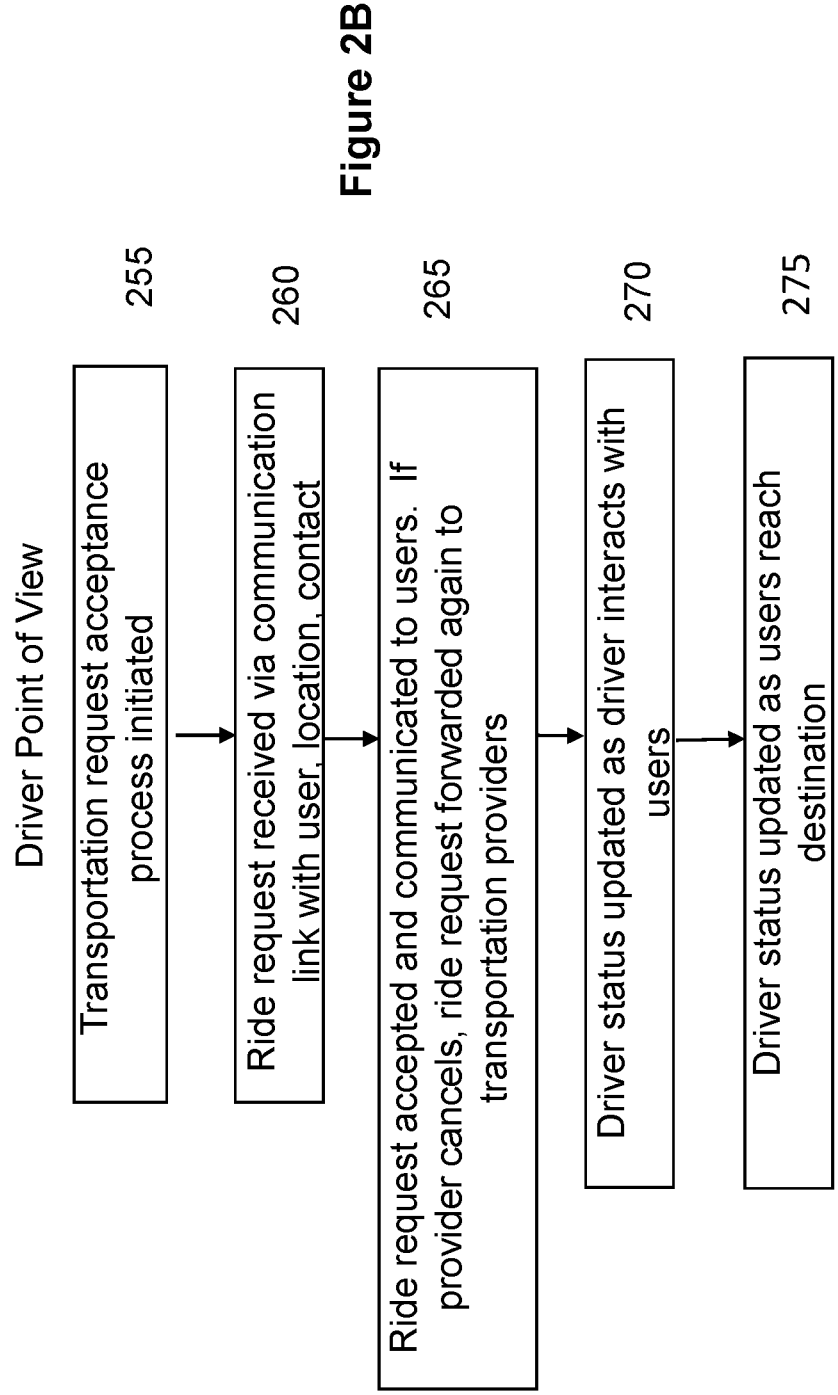 Driver Point of View
Transportation request acceptance
process initiated
255
Ride request received via communication
link with user, location, contact
260
Ride request accepted and communicated to users.  If
provider cancels, ride request forwarded again to
transportation providers
265
Driver status updated as driver interacts with
users
270
Driver status updated as users reach
destination
275
Figure 2B